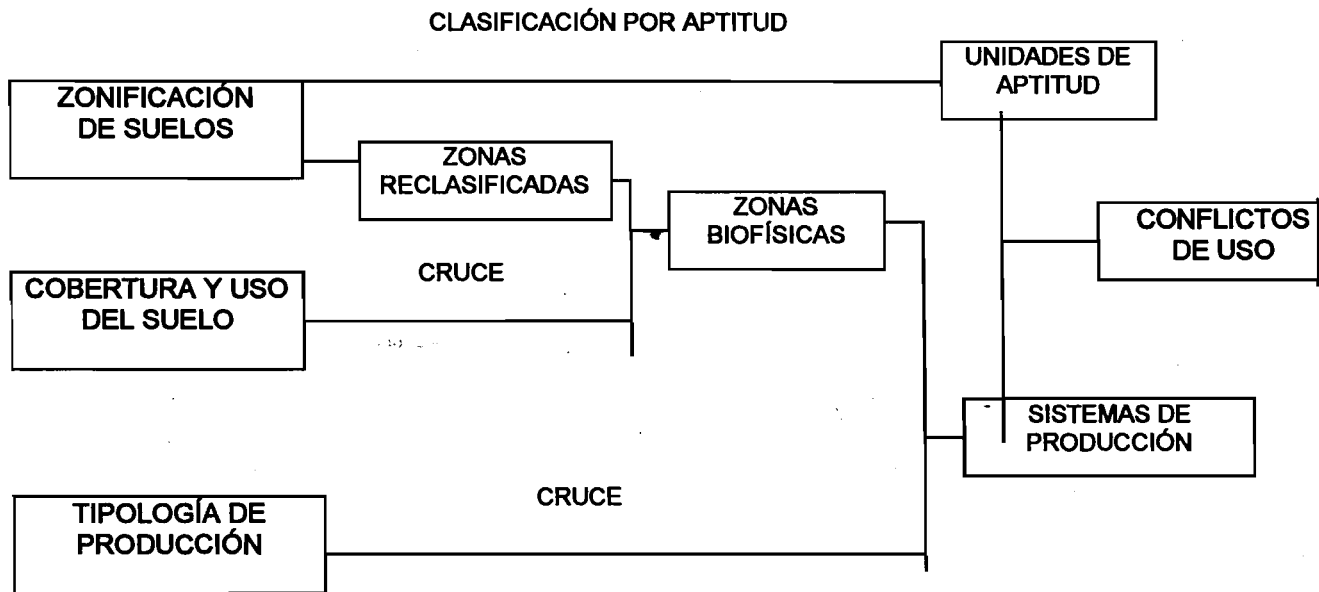 CLASIFICACIÓN POR APTITUD
UNIDADES DE
APTITUD
ZONIFICACIÓN
DE SUELOS
ZONAS
RECLASIFICADAS
ZONAS
BIOFÍSICAS
CONFLICTOS
DE USO
CRUCE
COBERTURA Y USO
DEL SUELO
SISTEMAS DE
PRODUCCIÓN
CRUCE
TIPOLOGÍA DE
PRODUCCIÓN